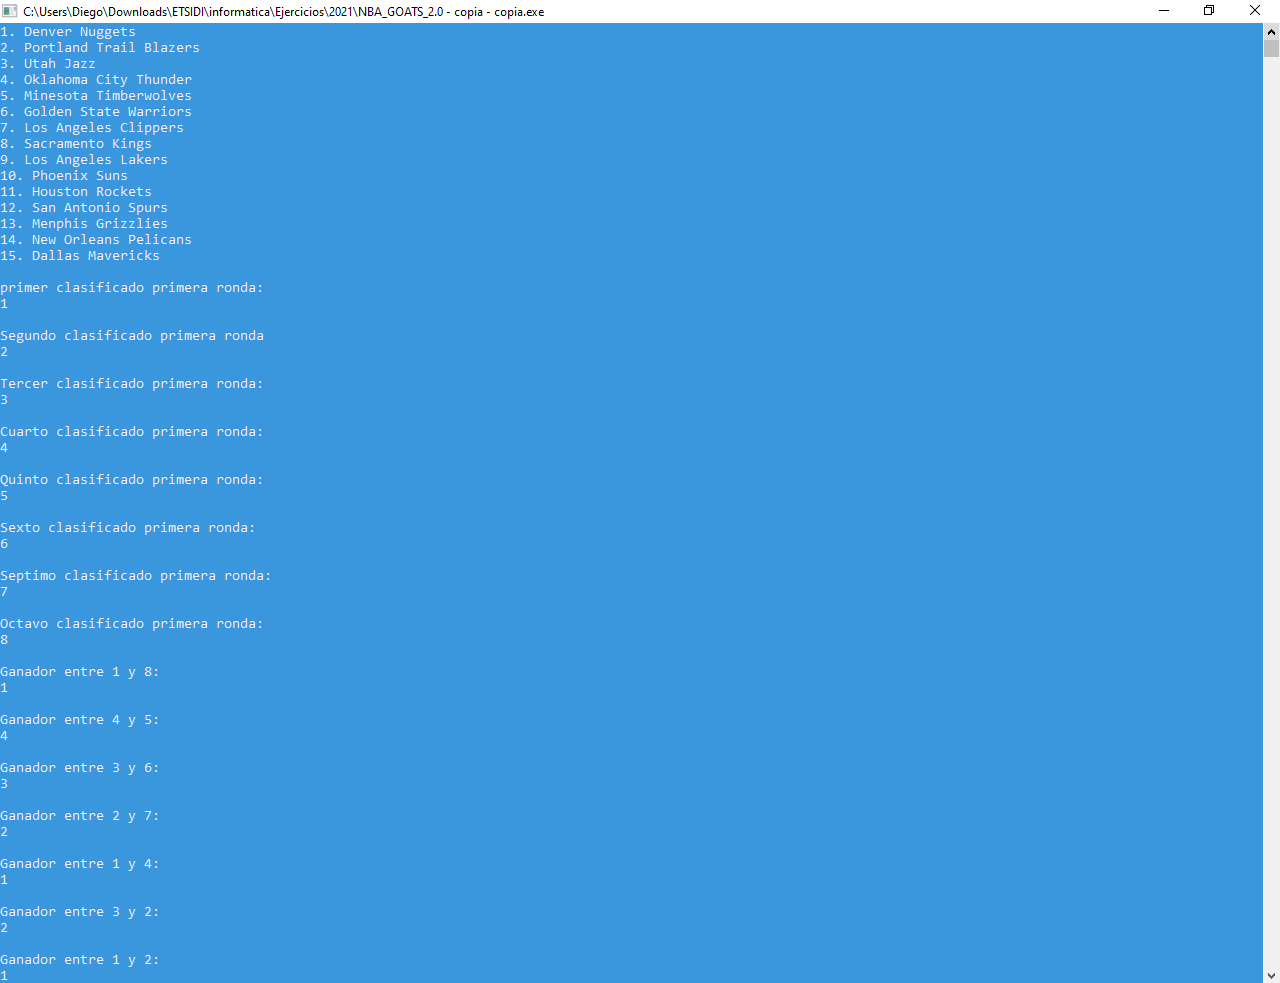 C:\Users\Diego\Downloads\ETSIDI\informatica\Ejercicios\2021\NBA_GOATS_2.0 - copia - copia.exe
1. Denver Nuggets
2. Portland Trail Blazers
3. Utah Jazz
4. Oklahoma City Thunder
5. Minesota Timberwolves
6. Golden State Warriors
7. Los Angeles Clippers
8. Sacramento Kings
9. Los Angeles Lakers
10. Phoenix Suns
11. Houston Rockets
12. San Antonio Spurs
13. Menphis Grizzlies
14. New Orleans Pelicans
15. Dallas Mavericks
primer clasificado primera ronda:
1
Segundo clasificado primera ronda
2
Tercer clasificado primera ronda:
3
Cuarto clasificado primera ronda:
4
Quinto clasificado primera ronda:
5
Sexto clasificado primera ronda:
6
Septimo clasificado primera ronda:
7
Octavo clasificado primera ronda:
8
Ganador entre 1 y 8:
1
Ganador entre 4 y 5:
4
Ganador entre 3 y 6:
3
Ganador entre 2 y 7:
2
Ganador entre 1 y 4:
1
Ganador entre 3 y 2:
2
Ganador entre 1 y 2:
1